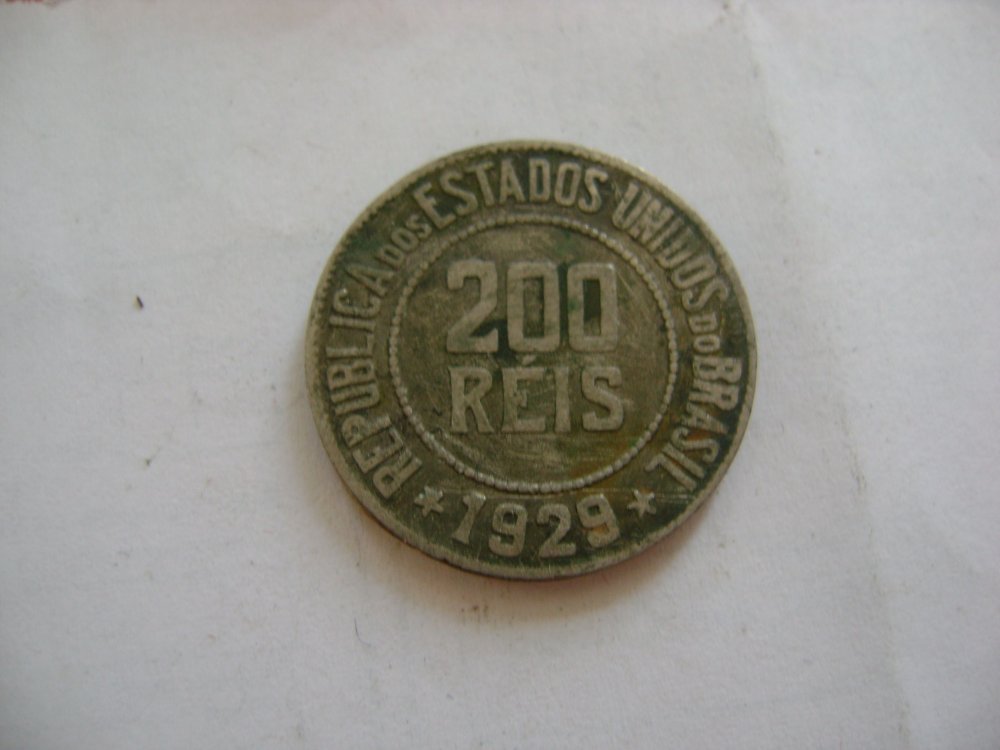 REPUBLICA DOS ESTADOS UNIDOS DO BRASIL
200
RÉIS
★ 1929 ★